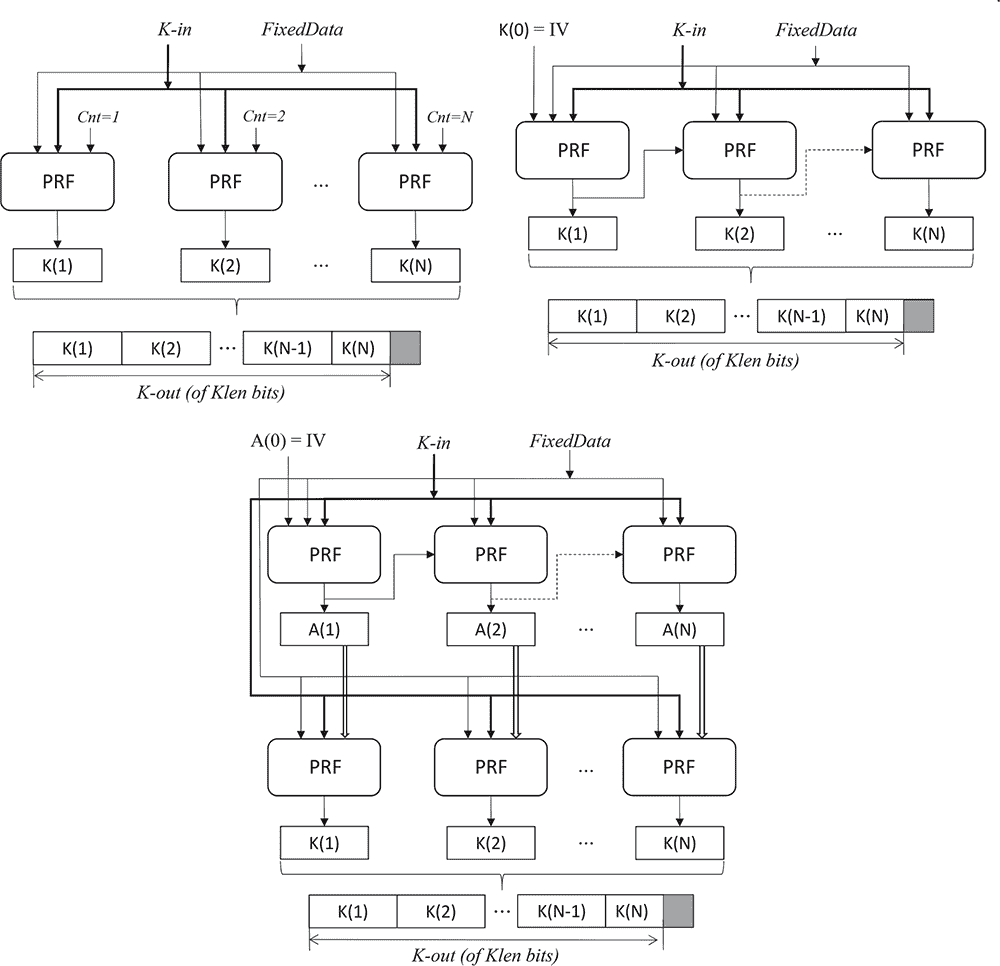 K-in FixedData
Cnt=1 Cnt=2 Cnt=N
PRF PRF ... PRF
K(1) K(2) ... K(N)
K(1) K(2) ... K(N-1) K(N)
K-out (of Klen bits)
K(0) = IV K-in FixedData
PRF PRF PRF
K(1) K(2) ... K(N)
K(1) K(2) ... K(N-1) K(N)
K-out (of Klen bits)
A(0) = IV K-in FixedData
PRF PRF PRF
A(1) A(2) ... A(N)
PRF PRF ... PRF
K(1) K(2) ... K(N)
K(1) K(2) ... K(N-1) K(N)
K-out (of Klen bits)